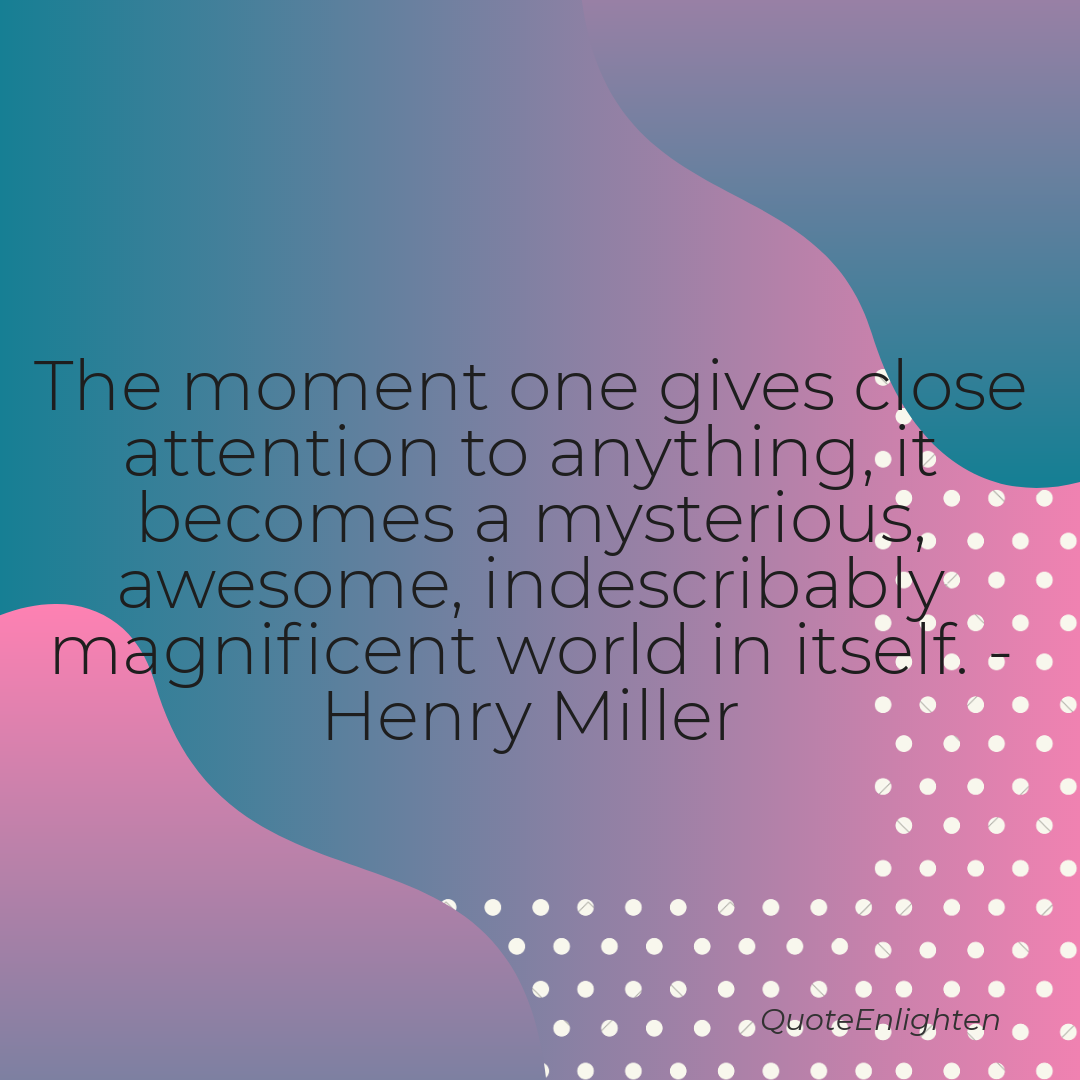 The moment one gives close
attention to anything, it
becomes a mysterious,
awesome, indescribably
magnificent world in itself. -
Henry Miller
QuoteEnlighten